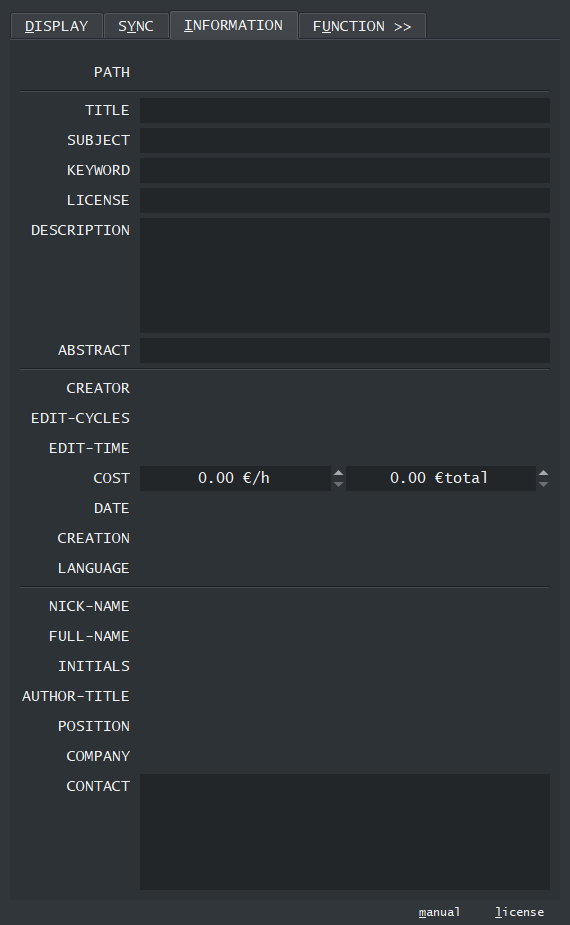 DISPLAY SYNC INFORMATION FUNCTION >>
PATH
TITLE
SUBJECT
KEYWORD
LICENSE
DESCRIPTION
ABSTRACT
CREATOR
EDIT-CYCLES
EDIT-TIME
COST 0.00 €/h 0.00 €total
DATE
CREATION
LANGUAGE
NICK-NAME
FULL-NAME
INITIALS
AUTHOR-TITLE
POSITION
COMPANY
CONTACT
manual license